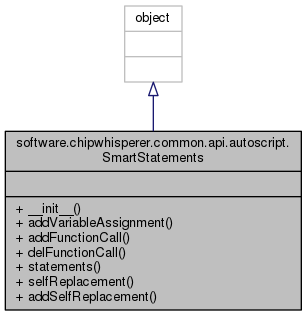 object
software.chipwhisperer.common.api.autoscript.
SmartStatements
+ __init__()
+ addVariableAssignment()
+ addFunctionCall()
+ delFunctionCall()
+ statements()
+ selfReplacement()
+ addSelfReplacement()